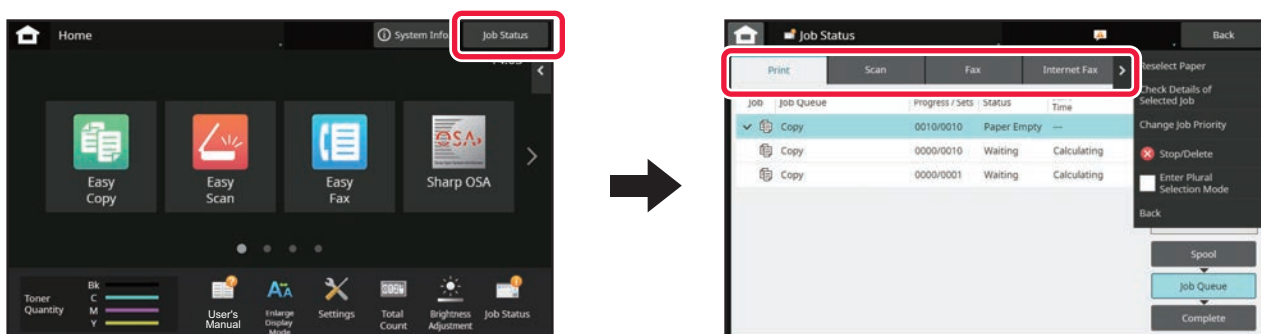 Home
System Info
Job Status
Easy
Copy
Easy
Scan
Easy
Fax
OSA
Sharp OSA
Toner
Quantity
Bk
C
M
Y
User's
Manual
Enlarge
Display
Mode
Settings
Total
Count
Brightness
Adjustment
Job Status
Job Status
Back
Print
Scan
Fax
Internet Fax
Job Job Queue Progress / Sets Status
Time
Copy 0010/0010 Paper Empty ---
Copy 0000/0010 Waiting Calculating
Copy 0000/0001 Waiting Calculating
Reselect Paper
Check Details of
Selected Job
Change Job Priority
Stop/Delete
Enter Plural
Selection Mode
Back
Spool
Job Queue
Complete